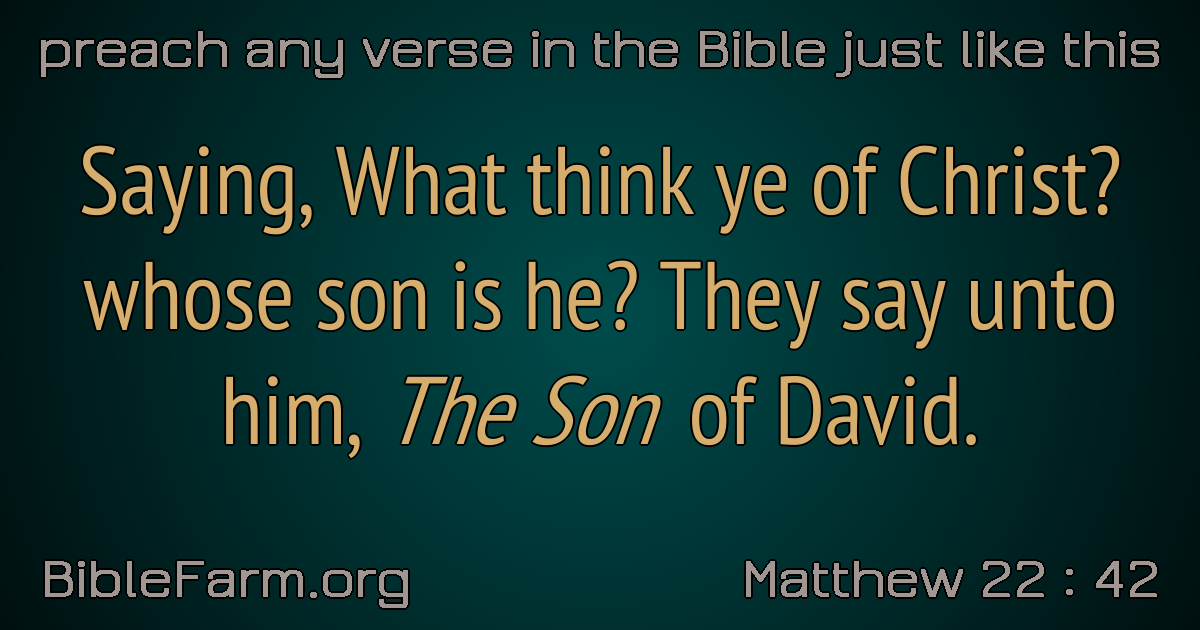 preach any verse in the Bible just like this
Saying, What think ye of Christ?
whose son is he? They say unto
him, The Son of David.
BibleFarm.org
Matthew 22 : 42